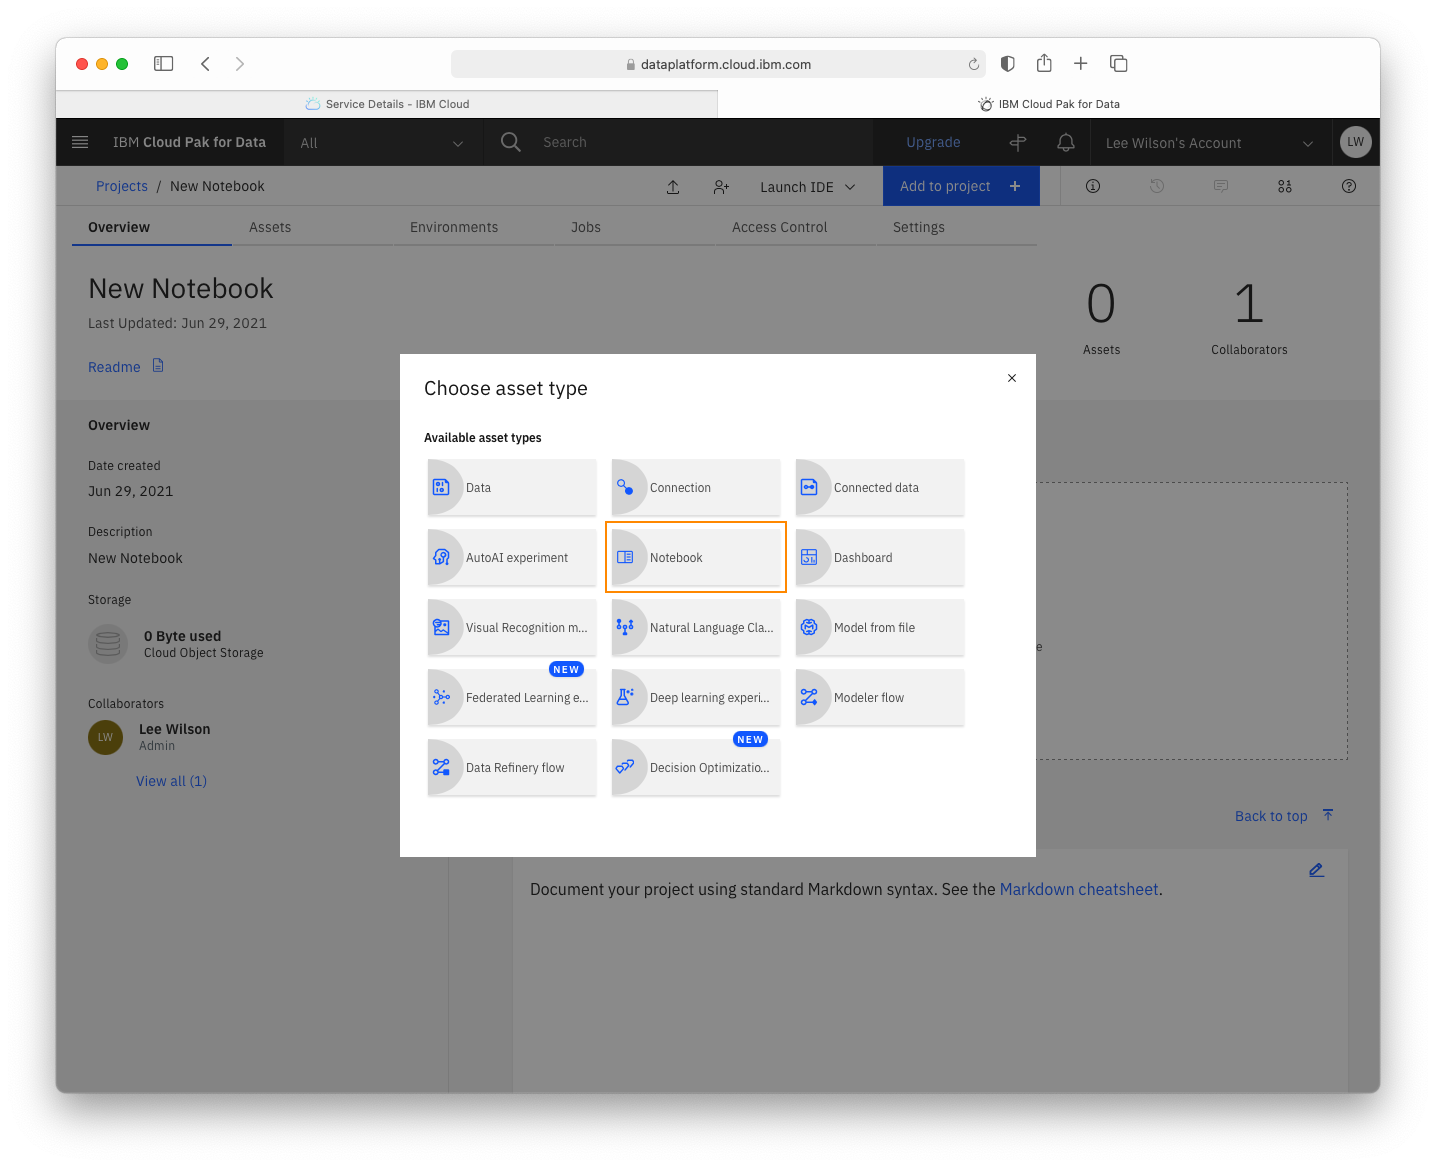 dataplatform.cloud.ibm.com
Service Details - IBM Cloud
IBM Cloud Pak for Data
IBM Cloud Pak for Data
All
Search
Upgrade
Lee Wilson's Account
LW
Projects / New Notebook
Launch IDE
Add to project +
Overview
Assets
Environments
Jobs
Access Control
Settings
New Notebook
Last Updated: Jun 29, 2021
Readme
0
Assets
1
Collaborators
Overview
Date created
Jun 29, 2021
Description
New Notebook
Storage
0 Byte used
Cloud Object Storage
Collaborators
LW
Lee Wilson
Admin
View all (1)
Choose asset type
Available asset types
Data
Connection
Connected data
AutoAI experiment
Notebook
Dashboard
Visual Recognition m...
Natural Language Cla...
Model from file
NEW
Federated Learning e...
Deep learning experi...
Modeler flow
Data Refinery flow
NEW
Decision Optimizatio...
e
Back to top
Document your project using standard Markdown syntax. See the Markdown cheatsheet.